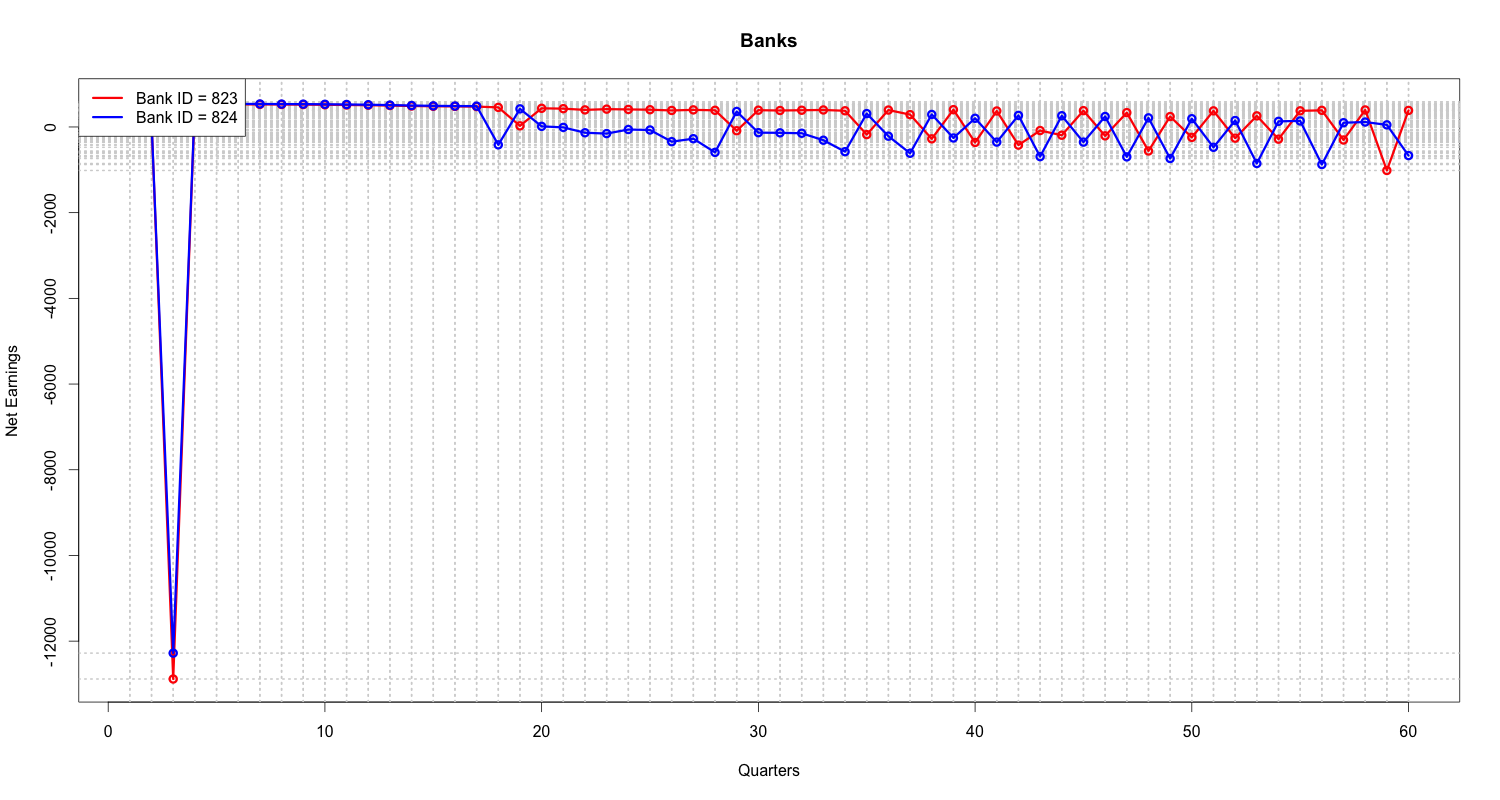 Banks
Bank ID = 823
Bank ID = 824
Net Earnings
0
-2000
-4000
-6000
-8000
-10000
-12000
0 10 20 30 40 50 60
Quarters